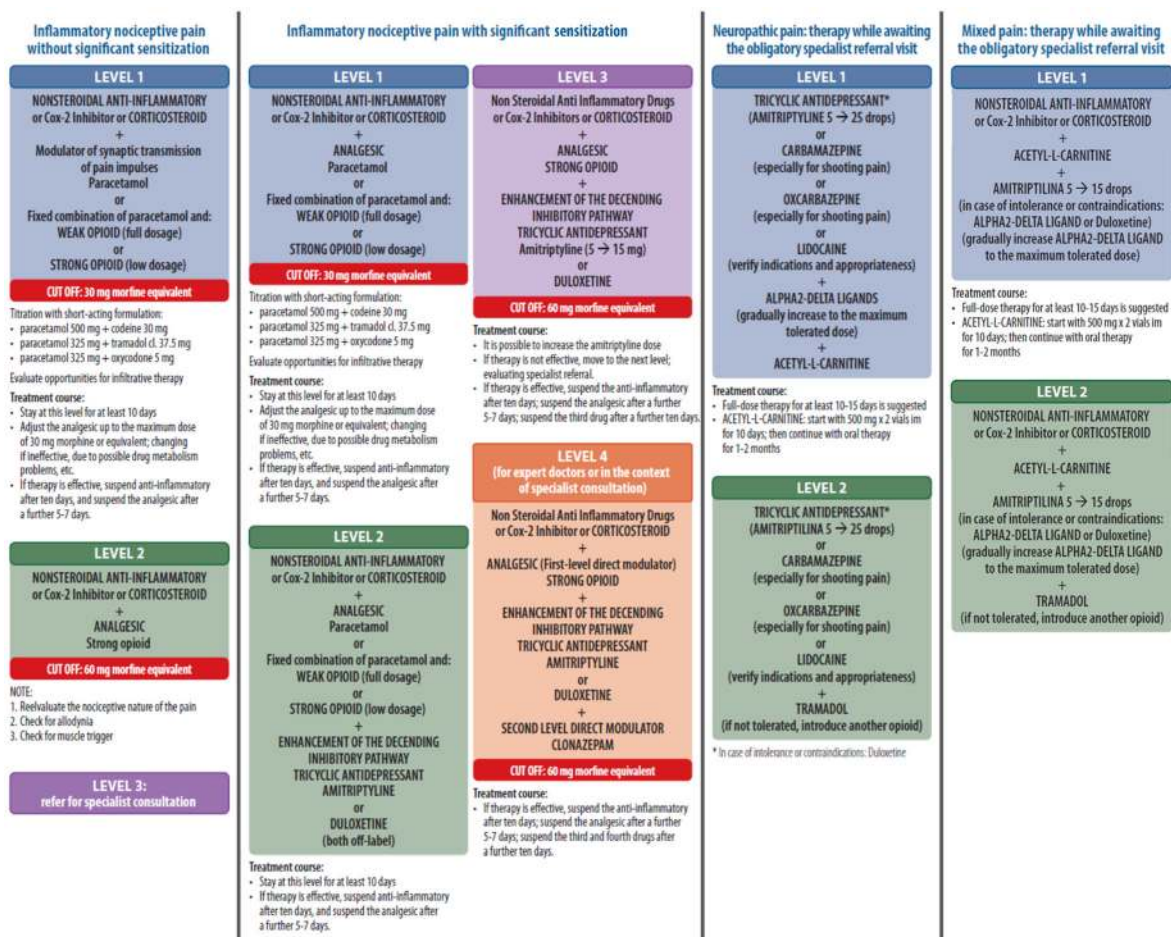 Inflammatory nociceptive pain
without significant sensitization
LEVEL 1
NONSTEROIDAL ANTI-INFLAMMATORY
or Cox-2 Inhibitor or CORTICOSTEROID
+
Modulator of synaptic transmission
of pain impulses
Paracetamol
or
Fixed combination of paracetamol and:
WEAK OPIOID (full dosage)
or
STRONG OPIOID (low dosage)
CUT OFF: 30 mg morfine equivalent
Titration with short-acting formulation:
• paracetamol 500 mg + codeine 30 mg
• paracetamol 325 mg + tramadol cl. 37.5 mg
• paracetamol 325 mg + oxycodone 5 mg
Evaluate opportunities for infiltrative therapy
Treatment course:
• Stay at this level for at least 10 days
• Adjust the analgesic up to the maximum dose
of 30 mg morphine or equivalent; changing
if ineffective, due to possible drug metabolism
problems, etc.
• If therapy is effective, suspend anti-inflammatory
after ten days, and suspend the analgesic after
a further 5-7 days.
LEVEL 2
NONSTEROIDAL ANTI-INFLAMMATORY
or Cox-2 Inhibitor or CORTICOSTEROID
+
ANALGESIC
Strong opioid
CUT OFF: 60 mg morfine equivalent
NOTE:
1. Reelvaluate the nociceptive nature of the pain
2. Check for allodynia
3. Check for muscle trigger
LEVEL 3:
refer for specialist consultation
Inflammatory nociceptive pain with significant sensitization
LEVEL 1
NONSTEROIDAL ANTI-INFLAMMATORY
or Cox-2 Inhibitor or CORTICOSTEROID
+
ANALGESIC
Paracetamol
or
Fixed combination of paracetamol and:
WEAK OPIOID (full dosage)
or
STRONG OPIOID (low dosage)
CUT OFF: 30 mg morfine equivalent
Titration with short-acting formulation:
• paracetamol 500 mg + codeine 30 mg
• paracetamol 325 mg + tramadol cl. 37.5 mg
• paracetamol 325 mg + oxycodone 5 mg
Evaluate opportunities for infiltrative therapy
Treatment course:
• Stay at this level for at least 10 days
• Adjust the analgesic up to the maximum dose
of 30 mg morphine or equivalent; changing
if ineffective, due to possible drug metabolism
problems, etc.
• If therapy is effective, suspend anti-inflammatory
after ten days, and suspend the analgesic after
a further 5-7 days.
LEVEL 2
NONSTEROIDAL ANTI-INFLAMMATORY
or Cox-2 Inhibitor or CORTICOSTEROID
+
ANALGESIC
Paracetamol
or
Fixed combination of paracetamol and:
WEAK OPIOID (full dosage)
or
STRONG OPIOID (low dosage)
+
ENHANCEMENT OF THE DECENDING
INHIBITORY PATHWAY
TRICYCLIC ANTIDEPRESSANT
AMITRIPTYLINE
or
DULOXETINE
(both off-label)
Treatment course:
• Stay at this level for at least 10 days
• If therapy is effective, suspend anti-inflammatory
after ten days, and suspend the analgesic after
a further 5-7 days.
LEVEL 3
Non Steroidal Anti Inflammatory Drugs
or Cox-2 Inhibitors or CORTICOSTEROID
+
ANALGESIC
STRONG OPIOID
+
ENHANCEMENT OF THE DECENDING
INHIBITORY PATHWAY
TRICYCLIC ANTIDEPRESSANT
Amitriptyline (5 → 15 mg)
or
DULOXETINE
CUT OFF: 60 mg morfine equivalent
Treatment course:
• It is possible to increase the amitriptyline dose
• If therapy is not effective, move to the next level;
evaluating specialist referral.
• If therapy is effective, suspend the anti-inflammatory
after ten days; suspend the analgesic after a further
5-7 days; suspend the third drug after a further ten days.
LEVEL 4
(for expert doctors or in the context
of specialist consultation)
Non Steroidal Anti Inflammatory Drugs
or Cox-2 Inhibitor or CORTICOSTEROID
+
ANALGESIC (First-level direct modulator)
STRONG OPIOID
+
ENHANCEMENT OF THE DECENDING
INHIBITORY PATHWAY
TRICYCLIC ANTIDEPRESSANT
AMITRIPTYLINE
or
DULOXETINE
+
SECOND LEVEL DIRECT MODULATOR
CLONAZEPAM
CUT OFF: 60 mg morfine equivalent
Treatment course:
• If therapy is effective, suspend the anti-inflammatory
after ten days; suspend the analgesic after a further
5-7 days; suspend the third and fourth drugs after
a further ten days.
Neuropathic pain: therapy while awaiting
the obligatory specialist referral visit
LEVEL 1
TRICYCLIC ANTIDEPRESSANT*
(AMITRIPTYLINE 5 → 25 drops)
or
CARBAMAZEPINE
(especially for shooting pain)
or
OXCARBAZEPINE
(especially for shooting pain)
or
LIDOCAINE
(verify indications and appropriateness)
+
ALPHA2-DELTA LIGANDS
(gradually increase to the maximum
tolerated dose)
+
ACETYL-L-CARNITINE
Treatment course:
• Full-dose therapy for at least 10-15 days is suggested
• ACETYL-L-CARNITINE: start with 500 mg x 2 vials im
for 10 days; then continue with oral therapy
for 1-2 months
LEVEL 2
TRICYCLIC ANTIDEPRESSANT*
(AMITRIPTILINA 5 → 25 drops)
or
CARBAMAZEPINE
(especially for shooting pain)
or
OXCARBAZEPINE
(especially for shooting pain)
or
LIDOCAINE
(verify indications and appropriateness)
+
TRAMADOL
(if not tolerated, introduce another opioid)
* In case of intolerance or contraindications: Duloxetine
Mixed pain: therapy while awaiting
the obligatory specialist referral visit
LEVEL 1
NONSTEROIDAL ANTI-INFLAMMATORY
or Cox-2 Inhibitor or CORTICOSTEROID
+
ACETYL-L-CARNITINE
+
AMITRIPTILINA 5 → 15 drops
(in case of intolerance or contraindications:
ALPHA2-DELTA LIGAND or Duloxetine)
(gradually increase ALPHA2-DELTA LIGAND
to the maximum tolerated dose)
Treatment course:
• Full-dose therapy for at least 10-15 days is suggested
• ACETYL-L-CARNITINE: start with 500 mg x 2 vials im
for 10 days; then continue with oral therapy
for 1-2 months
LEVEL 2
NONSTEROIDAL ANTI-INFLAMMATORY
or Cox-2 Inhibitor or CORTICOSTEROID
+
ACETYL-L-CARNITINE
+
AMITRIPTILINA 5 → 15 drops
(in case of intolerance or contraindications:
ALPHA2-DELTA LIGAND or Duloxetine)
(gradually increase ALPHA2-DELTA LIGAND
to the maximum tolerated dose)
+
TRAMADOL
(if not tolerated, introduce another opioid)